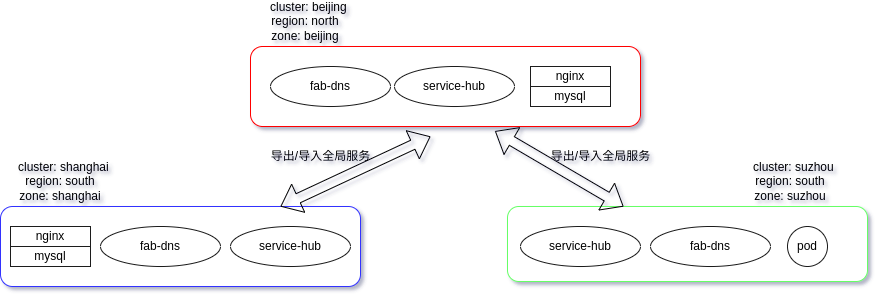 cluster: beijing
region: north
zone: beijing
fab-dns
service-hub
nginx
mysql
导出/导入全局服务
导出/导入全局服务
cluster: shanghai
region: south
zone: shanghai
nginx
mysql
fab-dns
service-hub
cluster: suzhou
region: south
zone: suzhou
service-hub
fab-dns
pod